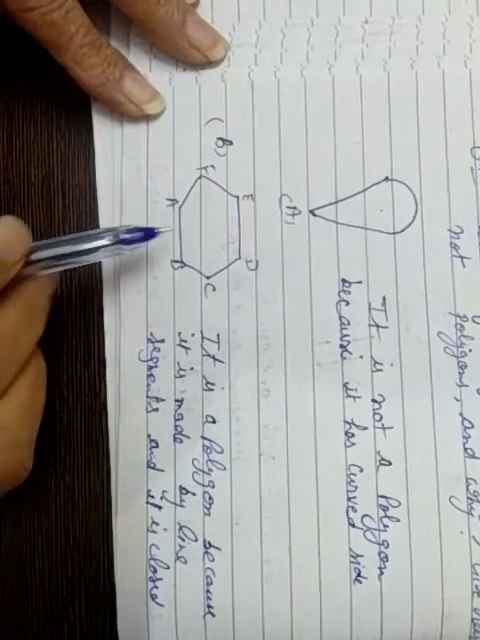 not polygons, and why?
(A)
It is not a Polygon
because it has curved side
(B)
E
D
F
C
A
B
It is a Polygon because
it is made by line
segments and it is closed.